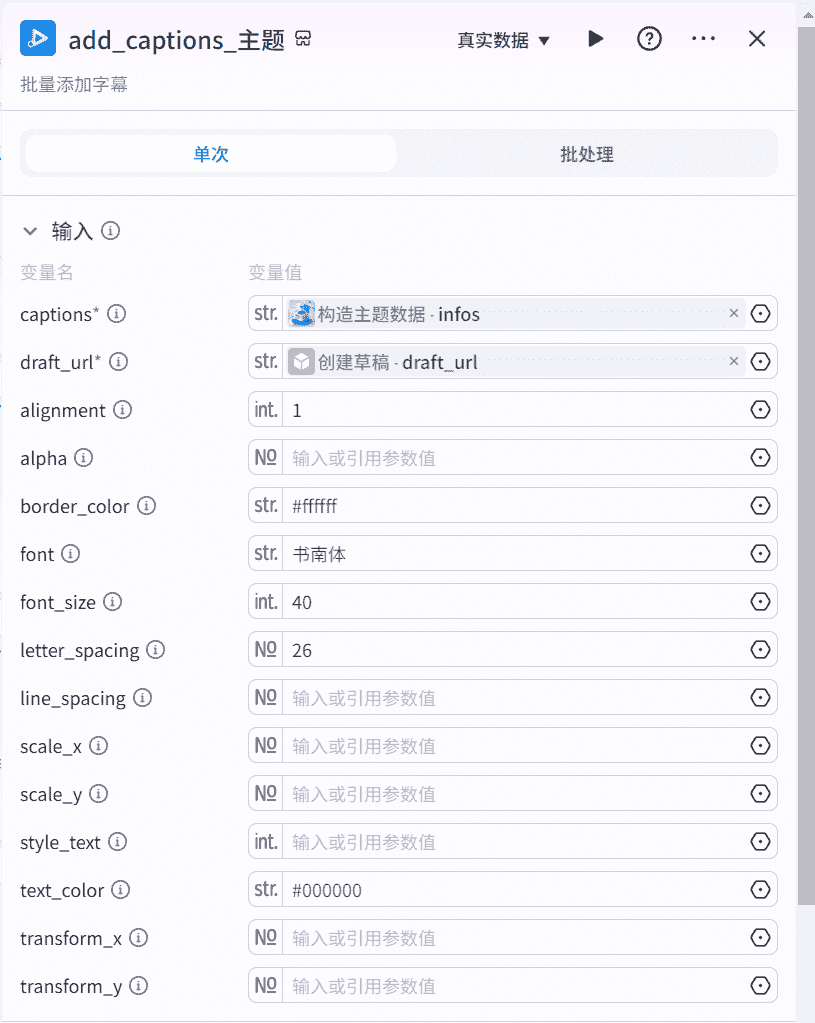 add_captions_主题
真实数据
批量添加字幕
单次
批处理
输入
变量名 变量值
captions* str. 构造主题数据 · infos
draft_url* str. 创建草稿 · draft_url
alignment int. 1
alpha № 输入或引用参数值
border_color str. #ffffff
font str. 书南体
font_size int. 40
letter_spacing № 26
line_spacing № 输入或引用参数值
scale_x № 输入或引用参数值
scale_y № 输入或引用参数值
style_text int. 输入或引用参数值
text_color str. #000000
transform_x № 输入或引用参数值
transform_y № 输入或引用参数值